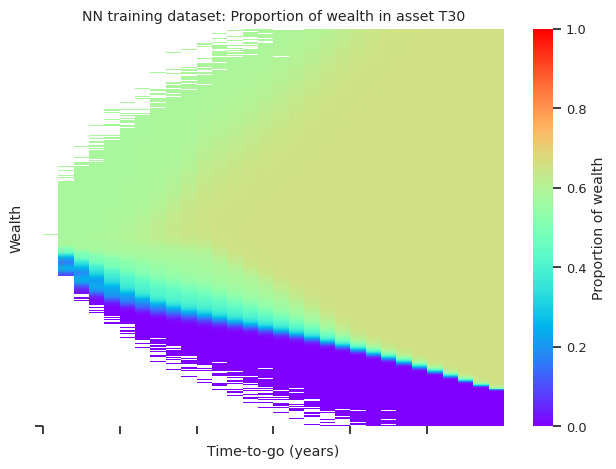 NN training dataset: Proportion of wealth in asset T30
1.0
0.8
0.6
0.4
0.2
0.0
Proportion of wealth
Wealth
Time-to-go (years)